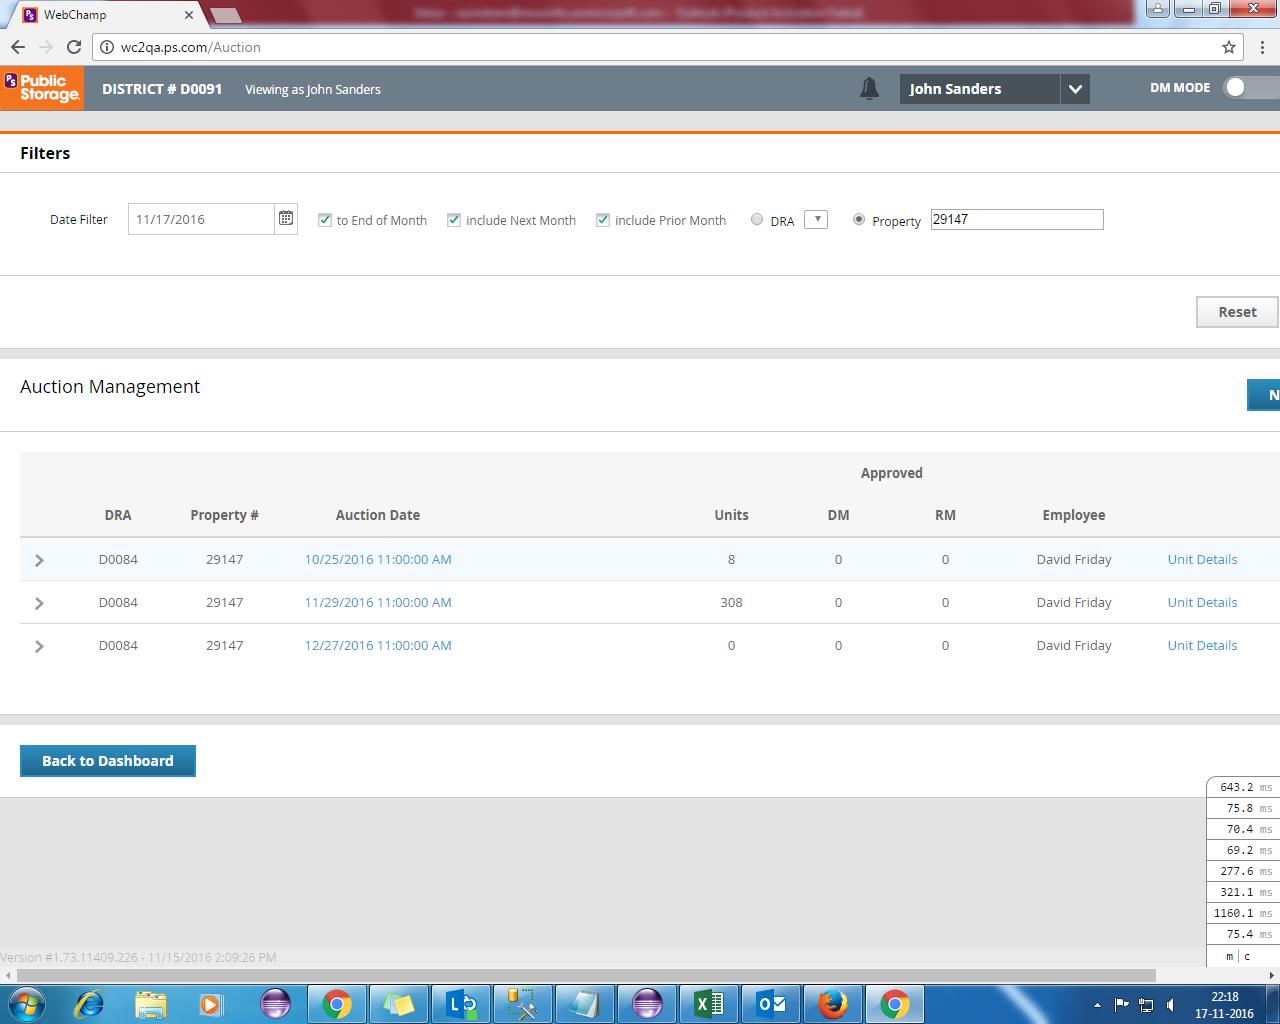 WebChamp
wc2qa.ps.com/Auction
PS Public Storage. DISTRICT # D0091 Viewing as John Sanders John Sanders DM MODE
Filters
Date Filter 11/17/2016 to End of Month include Next Month include Prior Month DRA Property 29147
Reset
Auction Management
N
Approved
DRA Property # Auction Date Units DM RM Employee
D0084 29147 10/25/2016 11:00:00 AM 8 0 0 David Friday Unit Details
D0084 29147 11/29/2016 11:00:00 AM 308 0 0 David Friday Unit Details
D0084 29147 12/27/2016 11:00:00 AM 0 0 0 David Friday Unit Details
Back to Dashboard
643.2 ms
75.8 ms
70.4 ms
69.2 ms
277.6 ms
321.1 ms
1160.1 ms
75.4 ms
m c
Version #1.73.11409.226 - 11/15/2016 2:09:26 PM
22:18
17-11-2016